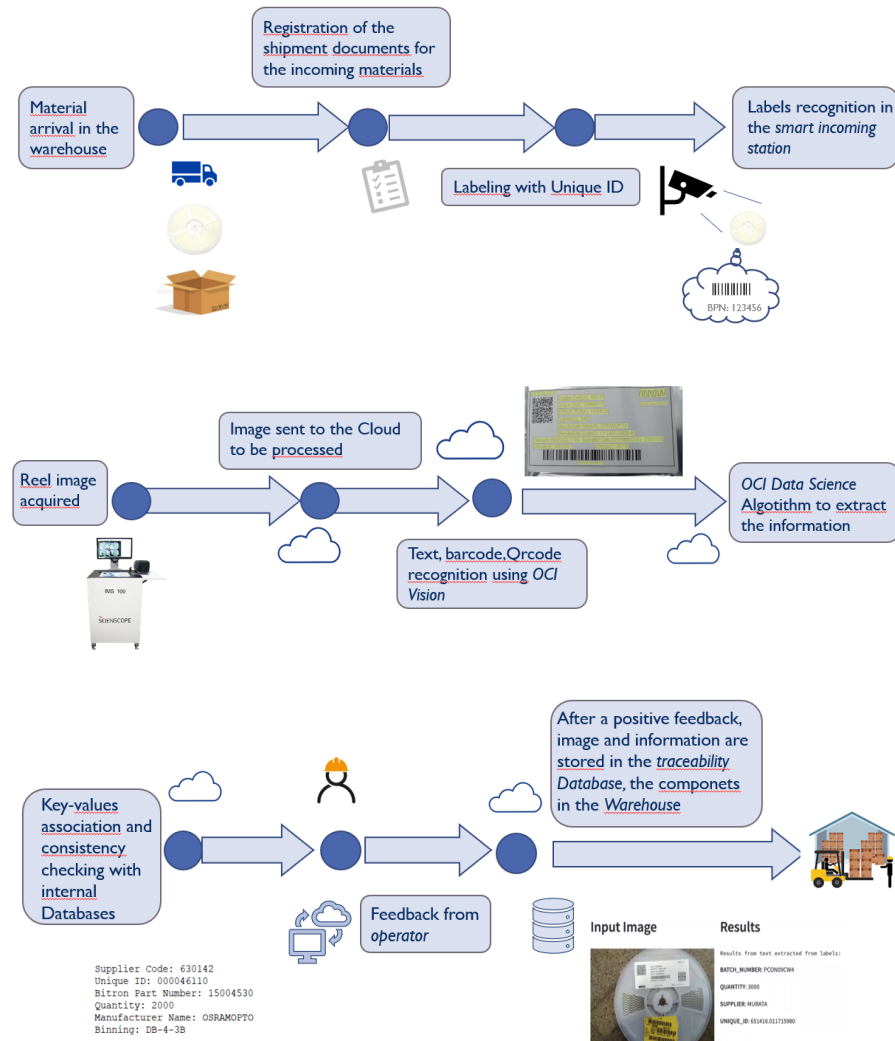 Registration of the
shipment documents for
the incoming materials
Material
arrival in the
warehouse
Labels recognition in
the smart incoming
station
Labeling with Unique ID
BPN: 123456
Image sent to the Cloud
to be processed
Reel image
acquired
OCI Data Science
Algotithm to extract
the information
Text, barcode,Qrcode
recognition using OCI
Vision
IMS 100
SCIENSCOPE
After a positive feedback,
image and information are
stored in the traceability
Database, the componets
in the Warehouse
Key-values
association and
consistency
checking with
internal
Databases
Feedback from
operator
Supplier Code: 630142
Unique ID: 000046110
Bitron Part Number: 15004530
Quantity: 2000
Manufacturer Name: OSRAMOPTO
Binning: DB-4-3B
Input Image
Results
Results from text extracted from labels:
BATCH_NUMBER: PCON09CW4
QUANTITY: 3000
SUPPLIER: MURATA
UNIQUE_ID: 651416.011715980